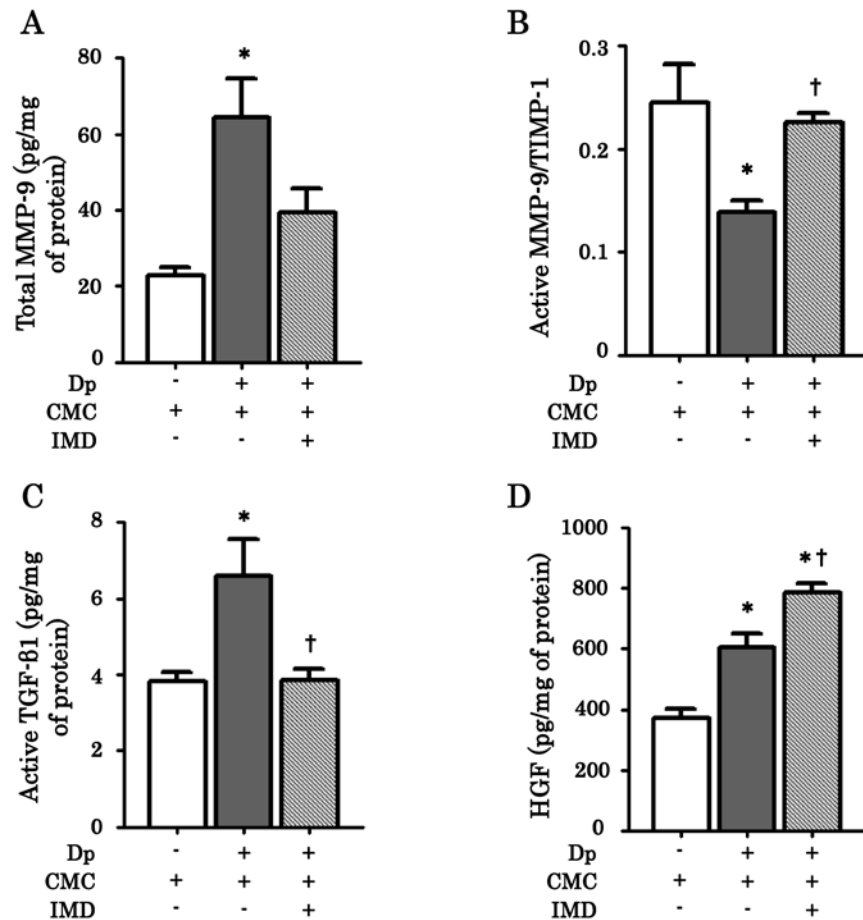 A
Total MMP-9 (pg/mg
of protein)
80
60
40
20
0
*
Dp - + +
CMC + + +
IMD - - +
B
Active MMP-9/TIMP-1
0.3
0.2
0.1
0
*
†
Dp - + +
CMC + + +
IMD - - +
C
Active TGF-ß1 (pg/mg
of protein)
8
6
4
2
0
*
†
Dp - + +
CMC + + +
IMD - - +
D
HGF (pg/mg of protein)
1000
800
600
400
200
0
*
*†
Dp - + +
CMC + + +
IMD - - +